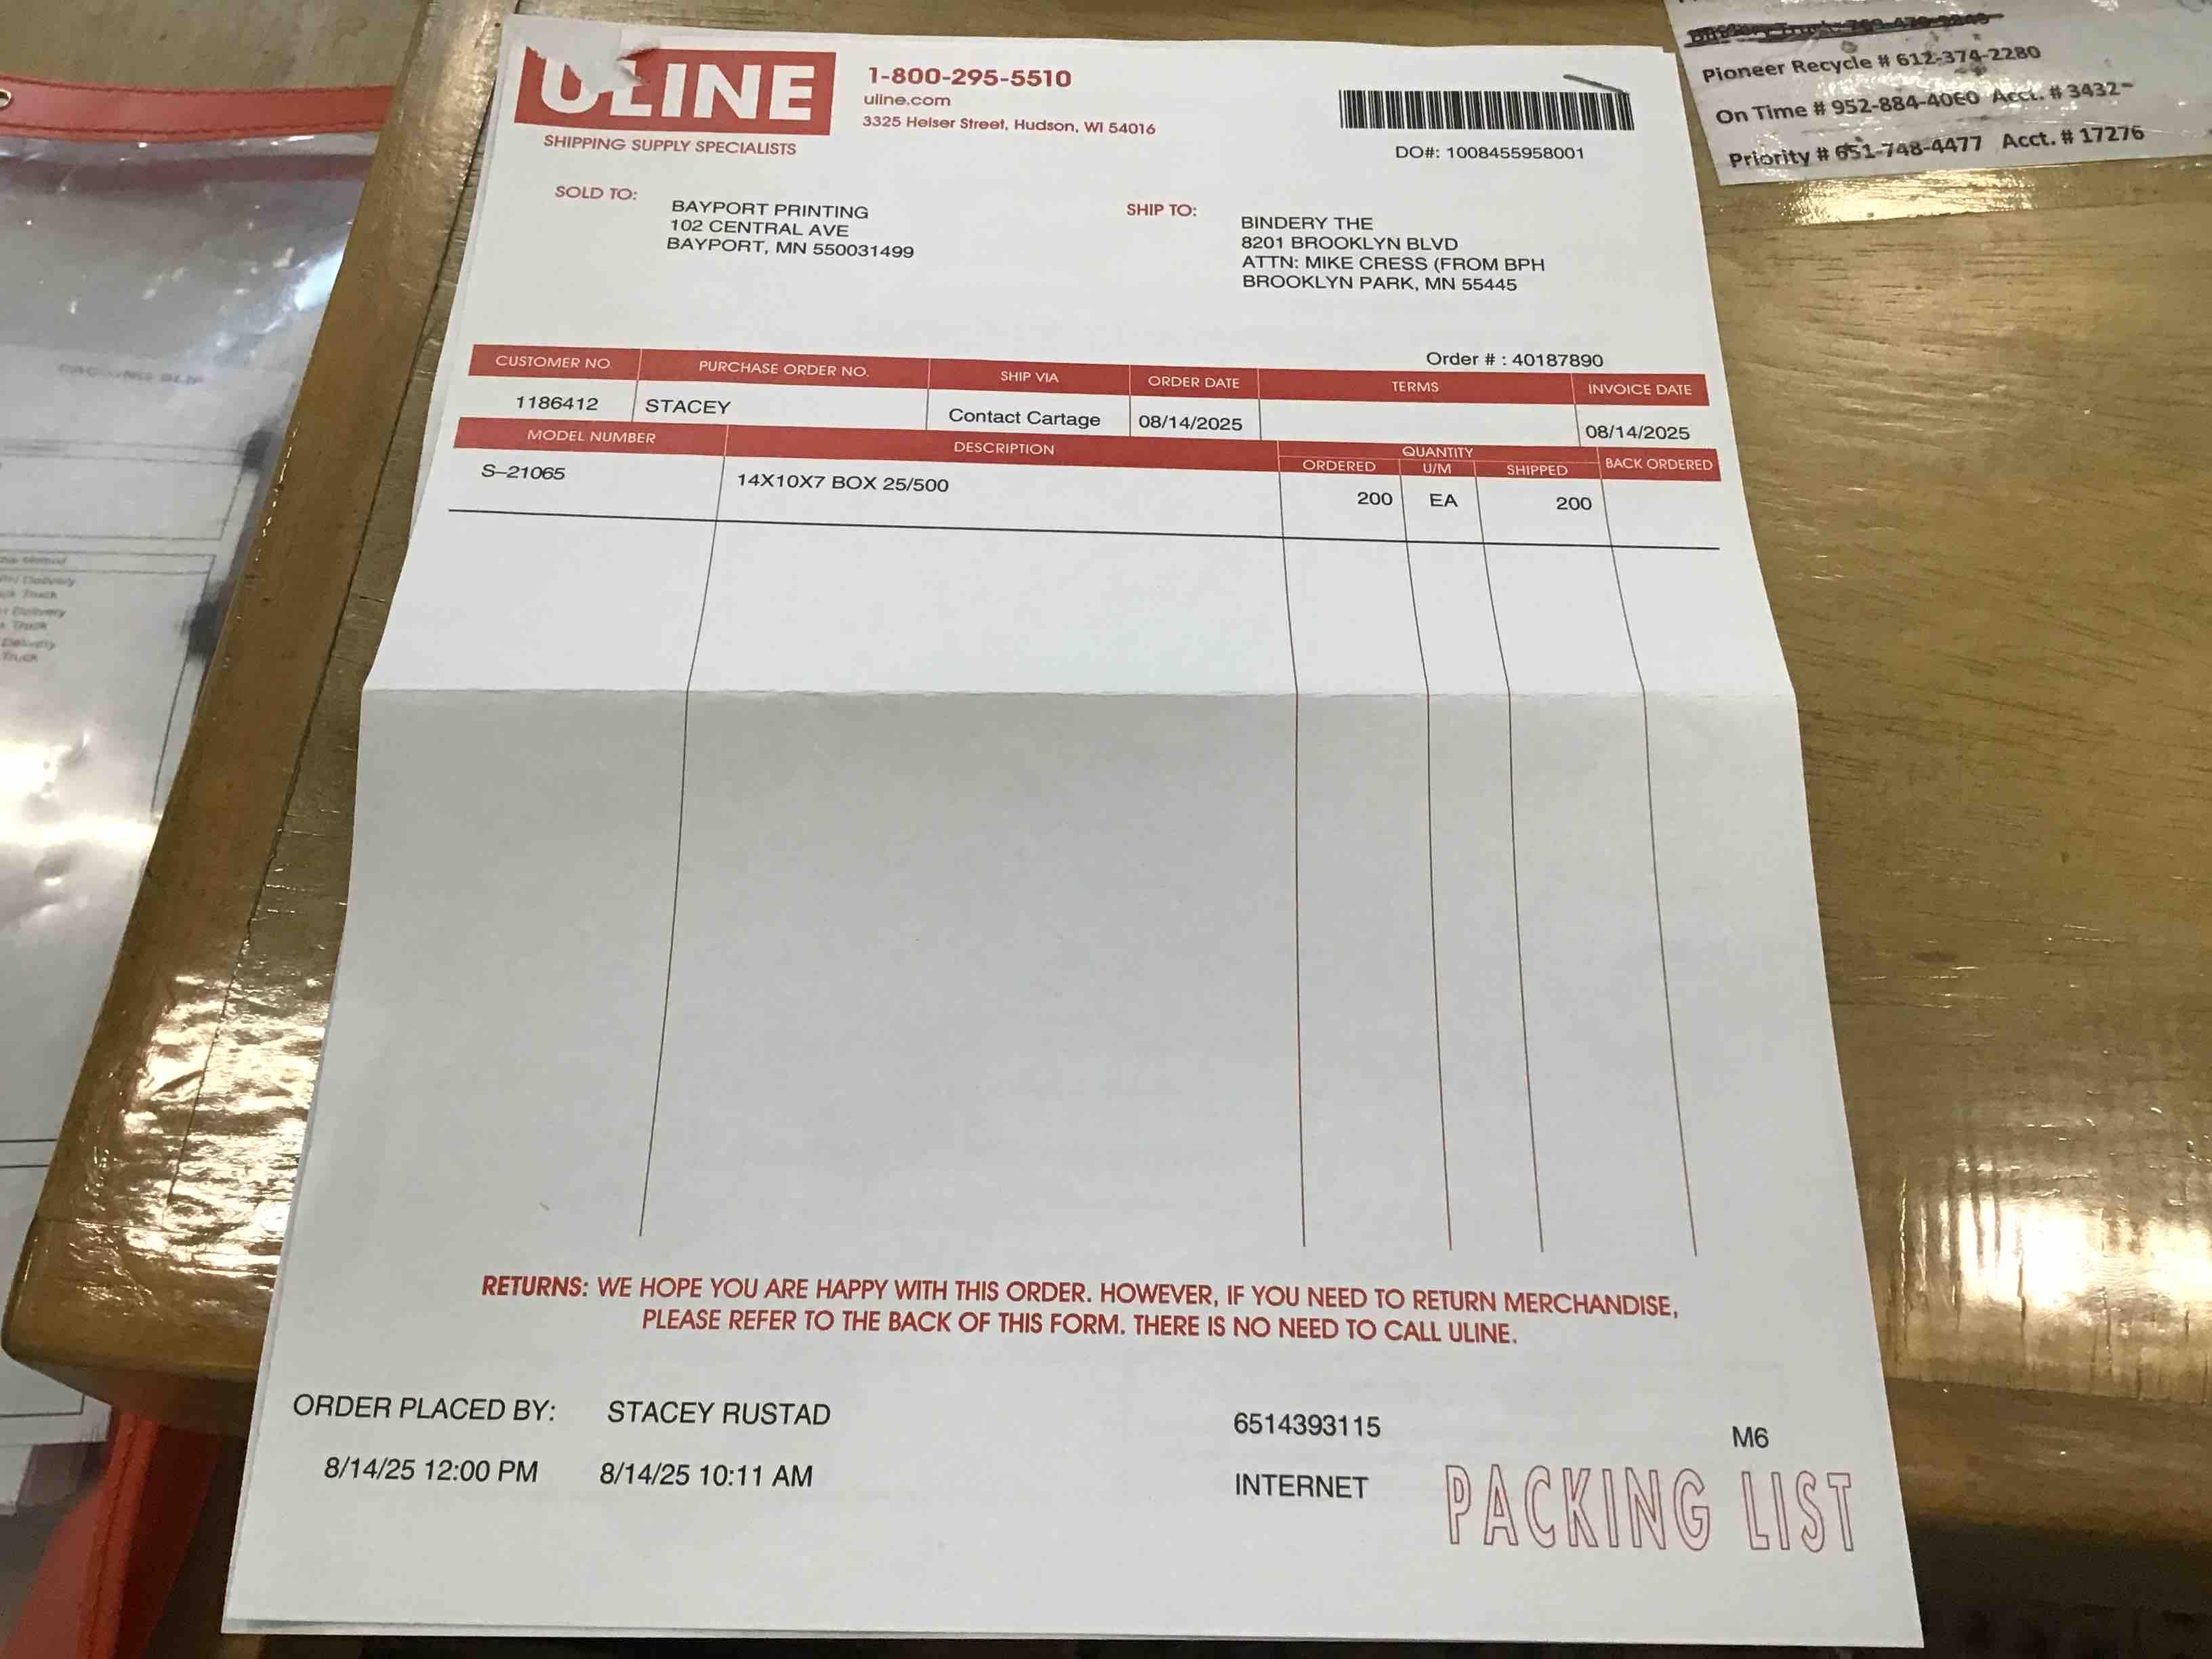 ULINE
SHIPPING SUPPLY SPECIALISTS
1-800-295-5510
uline.com
3325 Heiser Street, Hudson, WI 54016
DO#: 1008455958001
SOLD TO:
BAYPORT PRINTING
102 CENTRAL AVE
BAYPORT, MN 550031499
SHIP TO:
BINDERY THE
8201 BROOKLYN BLVD
ATTN: MIKE CRESS (FROM BPH
BROOKLYN PARK, MN 55445
Order # : 40187890
CUSTOMER NO. PURCHASE ORDER NO. SHIP VIA ORDER DATE TERMS INVOICE DATE
1186412 STACEY Contact Cartage 08/14/2025 08/14/2025
MODEL NUMBER DESCRIPTION QUANTITY
ORDERED U/M SHIPPED BACK ORDERED
S-21065 14X10X7 BOX 25/500 200 EA 200
RETURNS: WE HOPE YOU ARE HAPPY WITH THIS ORDER. HOWEVER, IF YOU NEED TO RETURN MERCHANDISE,
PLEASE REFER TO THE BACK OF THIS FORM. THERE IS NO NEED TO CALL ULINE.
ORDER PLACED BY: STACEY RUSTAD 6514393115 M6
8/14/25 12:00 PM 8/14/25 10:11 AM INTERNET
PACKING LIST
Pioneer Recycle # 612-374-2280
On Time # 952-884-4060 Acct. # 3432
Priority # 651-748-4477 Acct. # 17276
PACKING SLIP
Delivery
Truck
Delivery
Truck
Delivery
Truck